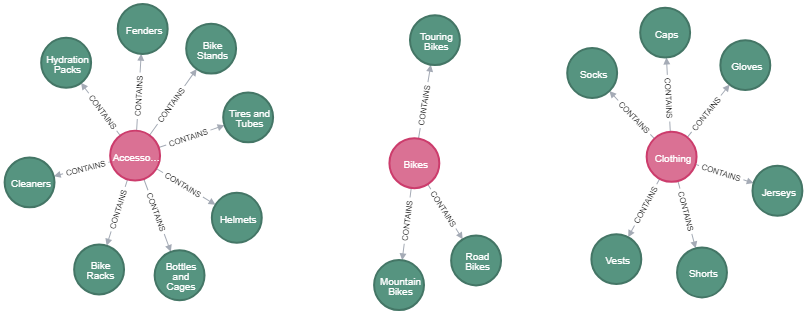 Fenders
Bike
Stands
Hydration
Packs
Tires and
Tubes
Accesso...
Cleaners
Helmets
Bike
Racks
Bottles
and
Cages
CONTAINS
CONTAINS
CONTAINS
CONTAINS
CONTAINS
CONTAINS
CONTAINS
CONTAINS
Touring
Bikes
Bikes
Mountain
Bikes
Road
Bikes
CONTAINS
CONTAINS
CONTAINS
Caps
Socks
Gloves
Clothing
Jerseys
Vests
Shorts
CONTAINS
CONTAINS
CONTAINS
CONTAINS
CONTAINS
CONTAINS